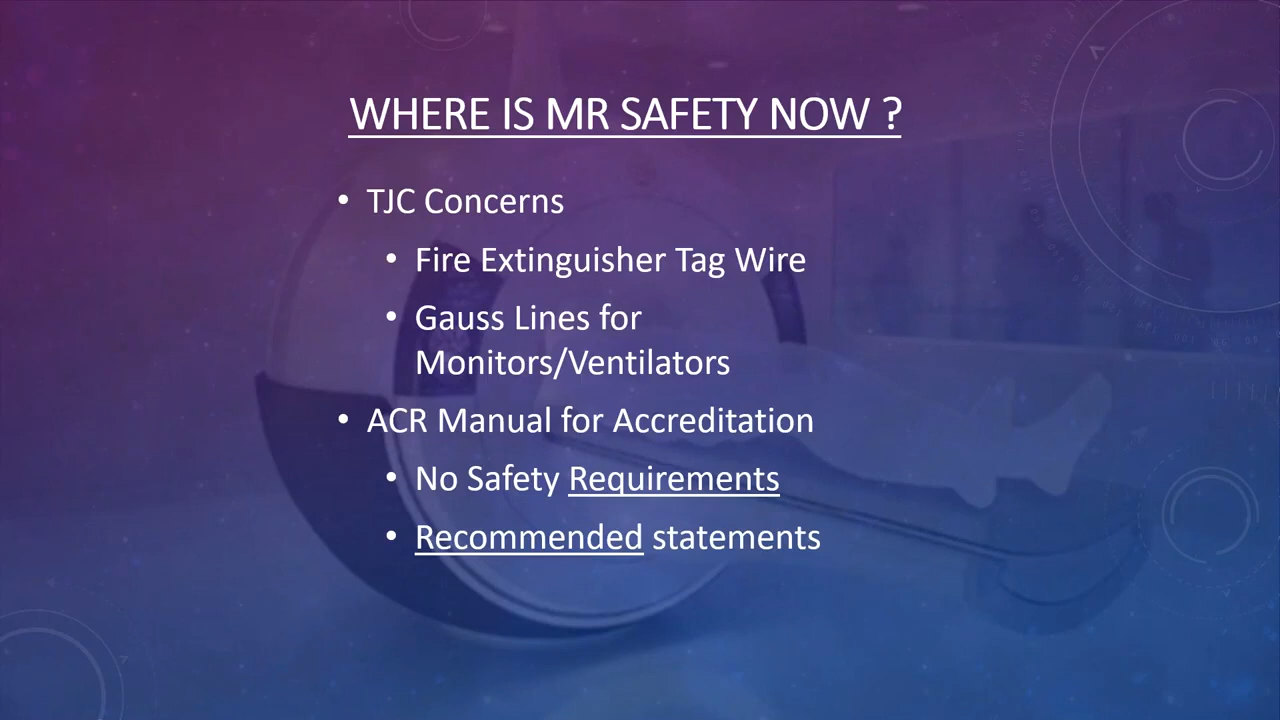 WHERE IS MR SAFETY NOW ?
• TJC Concerns
• Fire Extinguisher Tag Wire
• Gauss Lines for
Monitors/Ventilators
• ACR Manual for Accreditation
• No Safety Requirements
• Recommended statements